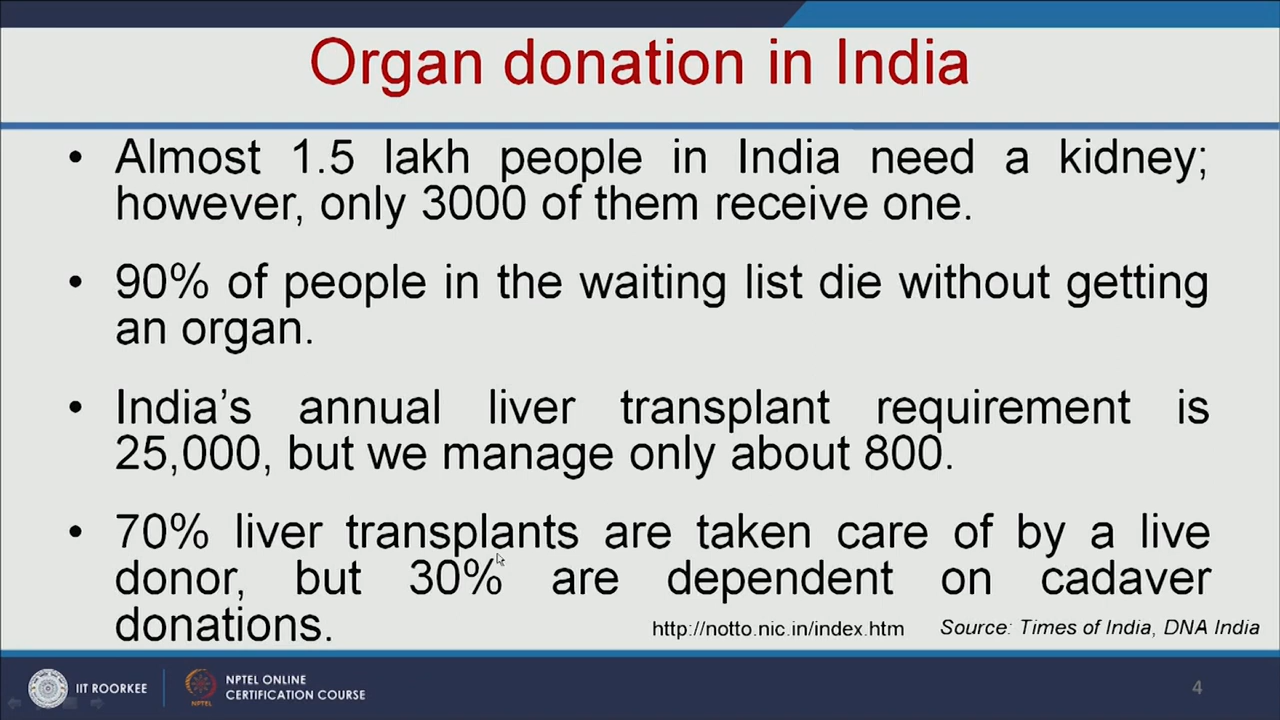 Organ donation in India
• Almost 1.5 lakh people in India need a kidney;
however, only 3000 of them receive one.
• 90% of people in the waiting list die without getting
an organ.
• India's annual liver transplant requirement is
25,000, but we manage only about 800.
• 70% liver transplants are taken care of by a live
donor, but 30% are dependent on cadaver
donations.
http://notto.nic.in/index.htm Source: Times of India, DNA India
IIT ROORKEE
NPTEL
NPTEL ONLINE
CERTIFICATION COURSE
4